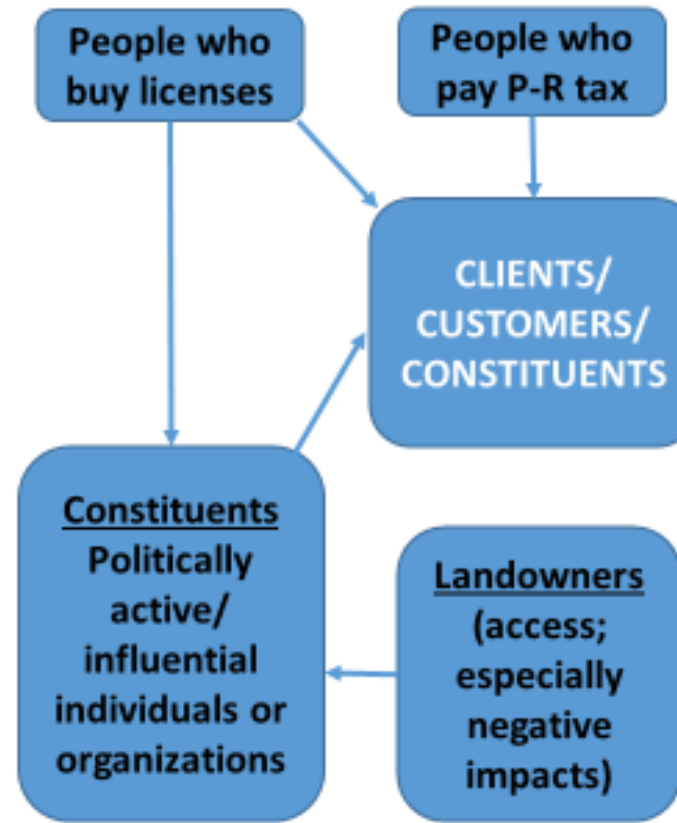 People who
buy licenses
People who
pay P-R tax
CLIENTS/
CUSTOMERS/
CONSTITUENTS
Constituents
Politically
active/
influential
individuals or
organizations
Landowners
(access;
especially
negative
impacts)